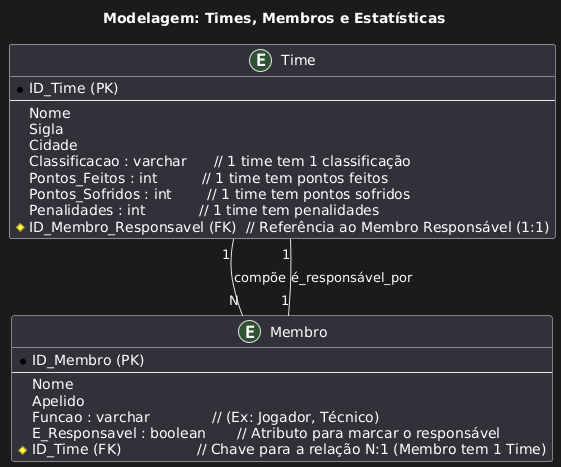 Modelagem: Times, Membros e Estatísticas
E Time
ID_Time (PK)
Nome
Sigla
Cidade
Classificacao : varchar // 1 time tem 1 classificação
Pontos_Feitos : int // 1 time tem pontos feitos
Pontos_Sofridos : int // 1 time tem pontos sofridos
Penalidades : int // 1 time tem penalidades
ID_Membro_Responsavel (FK) // Referência ao Membro Responsável (1:1)
1 1
compõe é_responsável_por
N 1
E Membro
ID_Membro (PK)
Nome
Apelido
Funcao : varchar // (Ex: Jogador, Técnico)
E_Responsavel : boolean // Atributo para marcar o responsável
ID_Time (FK) // Chave para a relação N:1 (Membro tem 1 Time)